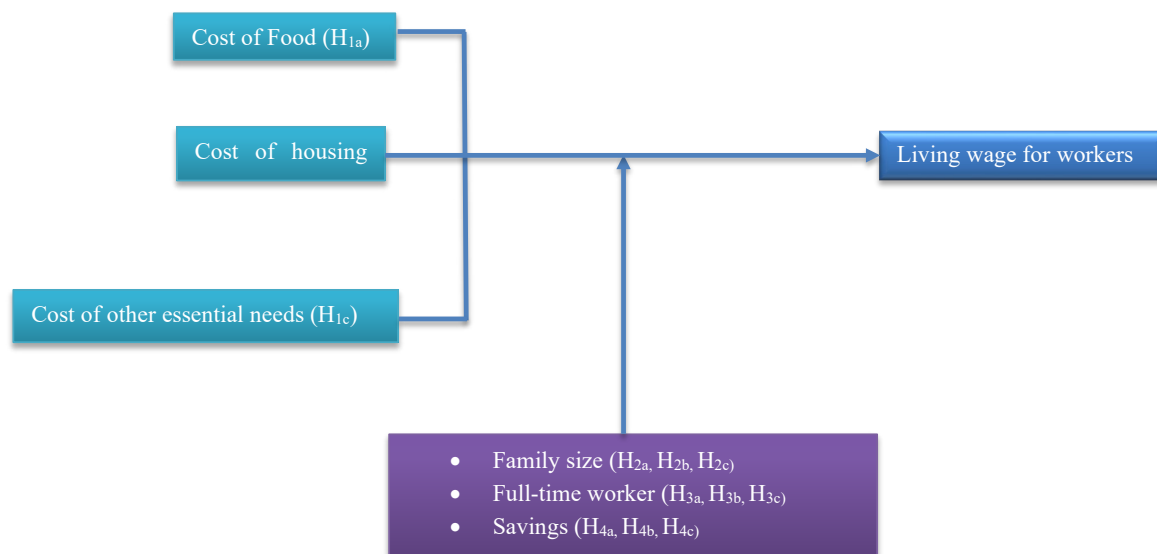 Cost of Food (H1a)
Cost of housing
Living wage for workers
Cost of other essential needs (H1c)
• Family size (H2a, H2b, H2c)
• Full-time worker (H3a, H3b, H3c)
• Savings (H4a, H4b, H4c)